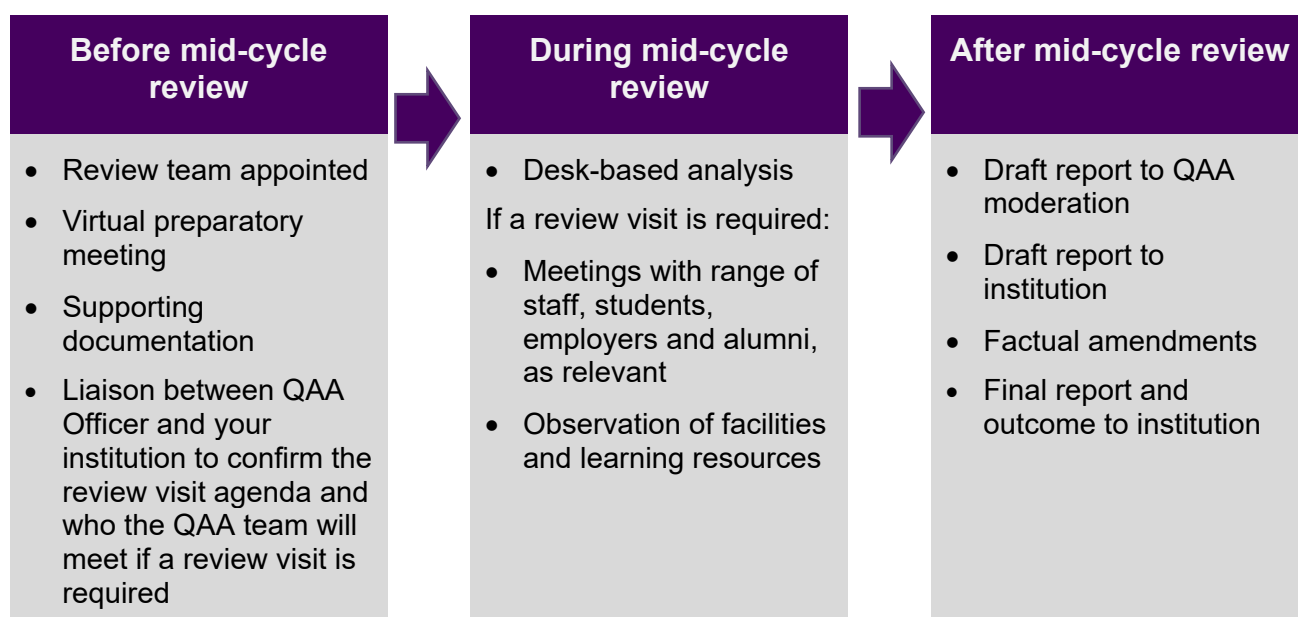 Before mid-cycle
review
• Review team appointed
• Virtual preparatory
meeting
• Supporting
documentation
• Liaison between QAA
Officer and your
institution to confirm the
review visit agenda and
who the QAA team will
meet if a review visit is
required
During mid-cycle
review
• Desk-based analysis
If a review visit is required:
• Meetings with range of
staff, students,
employers and alumni,
as relevant
• Observation of facilities
and learning resources
After mid-cycle review
• Draft report to QAA
moderation
• Draft report to
institution
• Factual amendments
• Final report and
outcome to institution